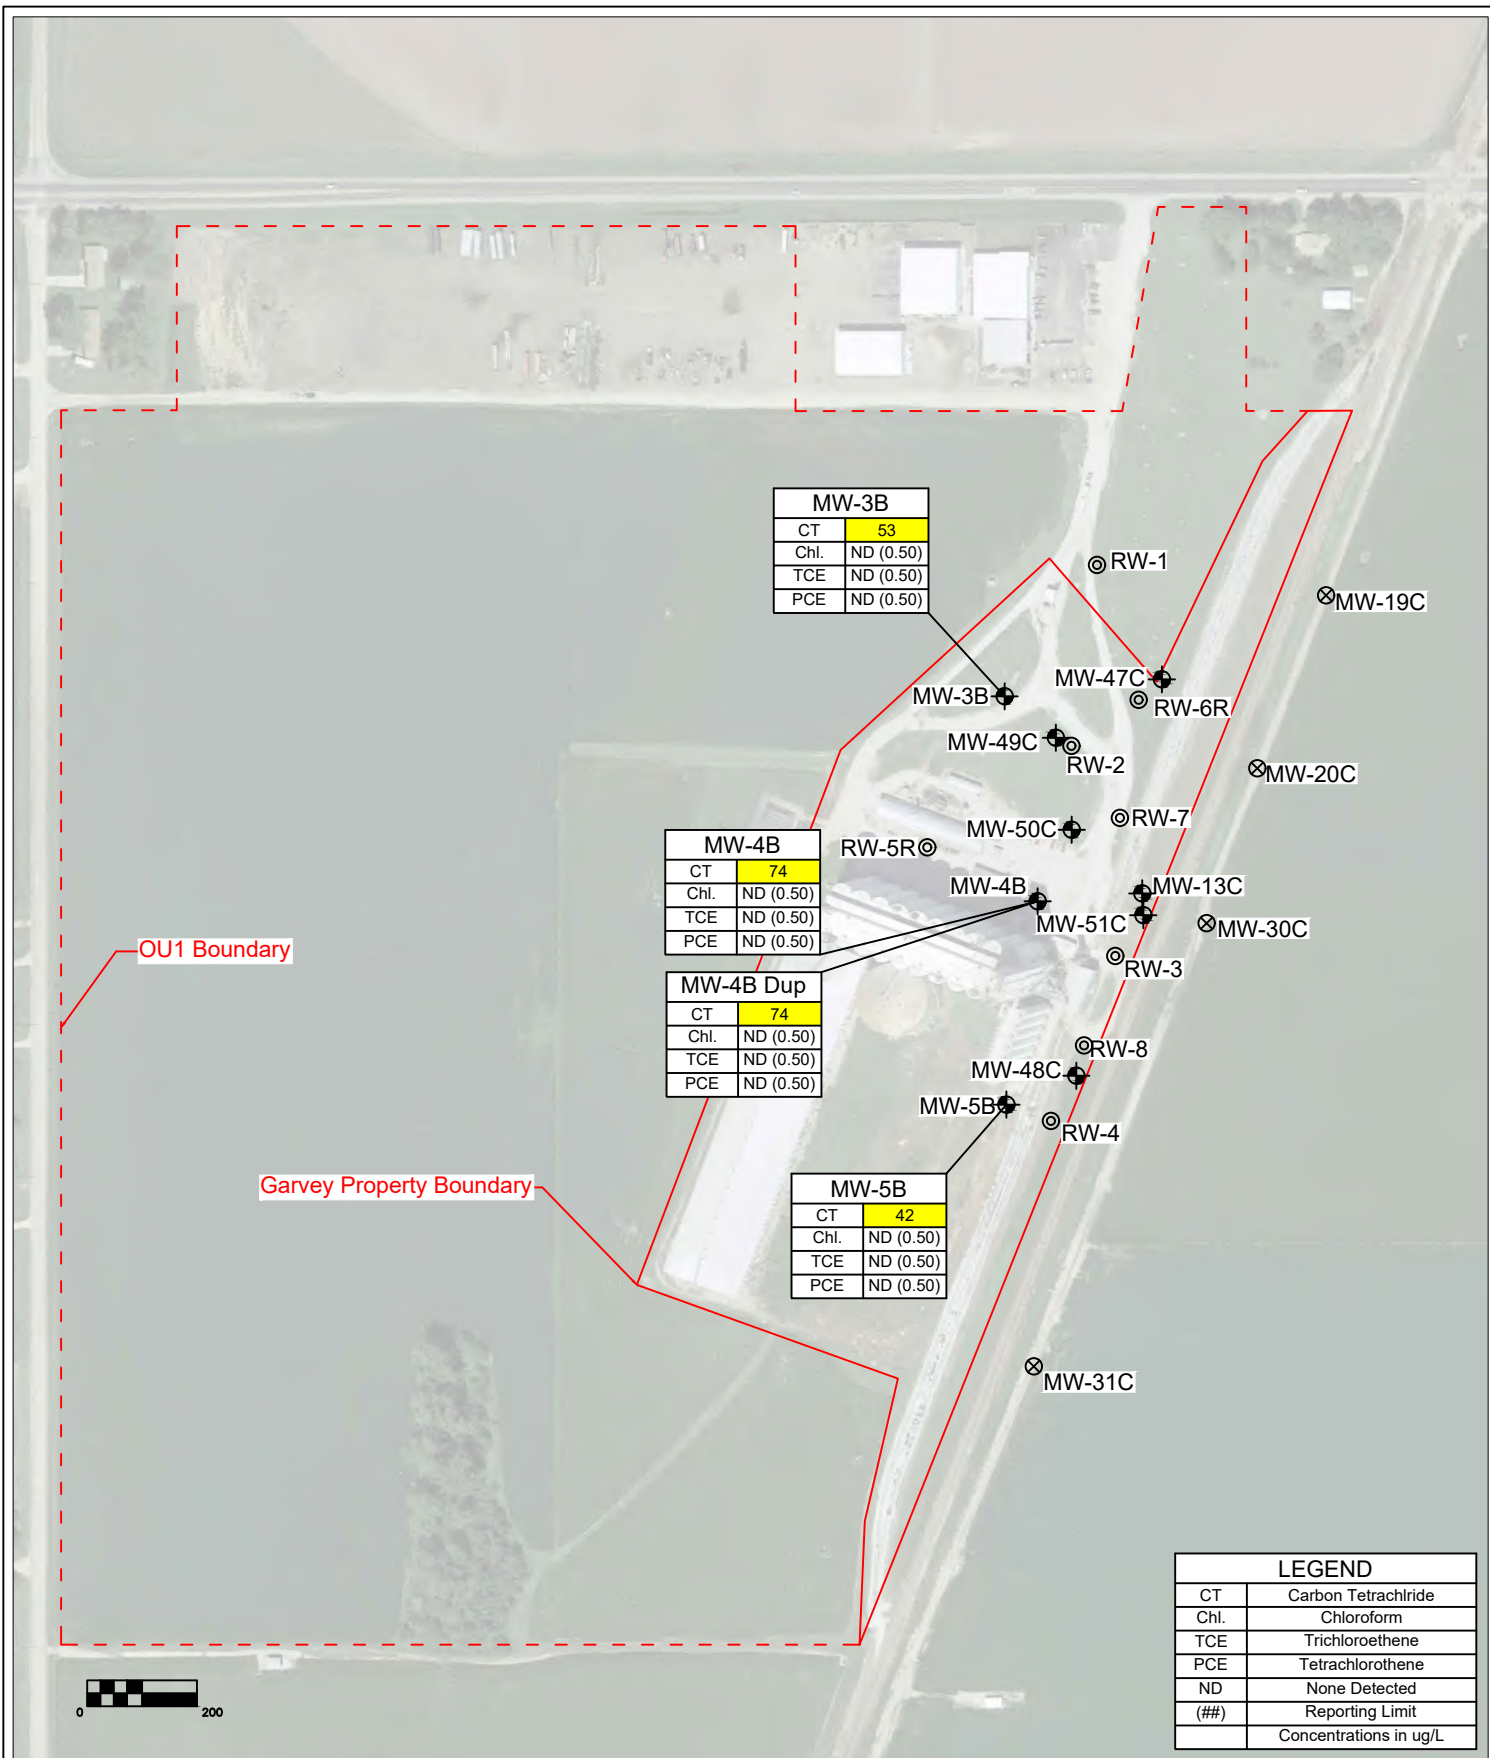 MW-3B
CT 53
Chl. ND (0.50)
TCE ND (0.50)
PCE ND (0.50)
RW-1
MW-19C
MW-47C
MW-3B
RW-6R
MW-49C
RW-2
MW-20C
RW-7
MW-50C
RW-5R
MW-4B
CT 74
Chl. ND (0.50)
TCE ND (0.50)
PCE ND (0.50)
MW-4B
MW-13C
MW-51C
MW-30C
OU1 Boundary
RW-3
MW-4B Dup
CT 74
Chl. ND (0.50)
TCE ND (0.50)
PCE ND (0.50)
RW-8
MW-48C
MW-5B
RW-4
Garvey Property Boundary
MW-5B
CT 42
Chl. ND (0.50)
TCE ND (0.50)
PCE ND (0.50)
MW-31C
LEGEND
CT Carbon Tetrachlride
Chl. Chloroform
TCE Trichloroethene
PCE Tetrachlorothene
ND None Detected
(##) Reporting Limit
Concentrations in ug/L
0 200